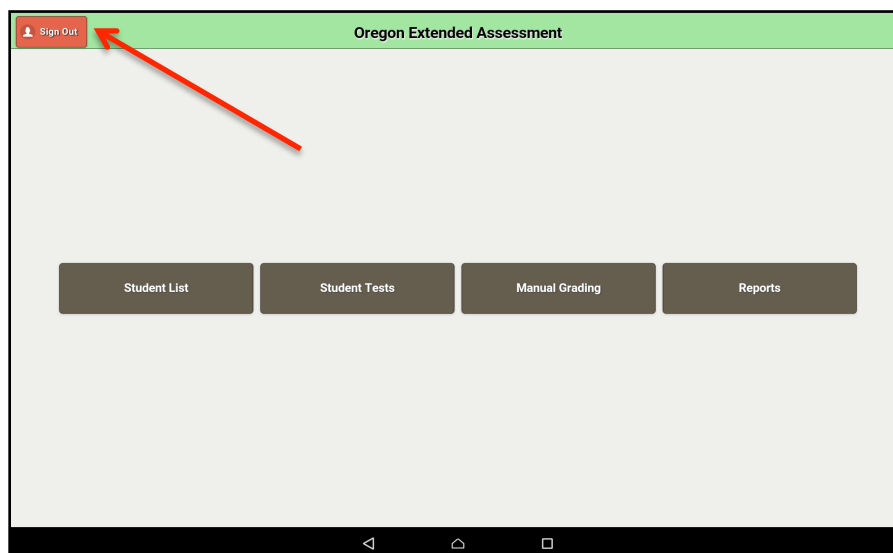 Sign Out
Oregon Extended Assessment
Student List
Student Tests
Manual Grading
Reports